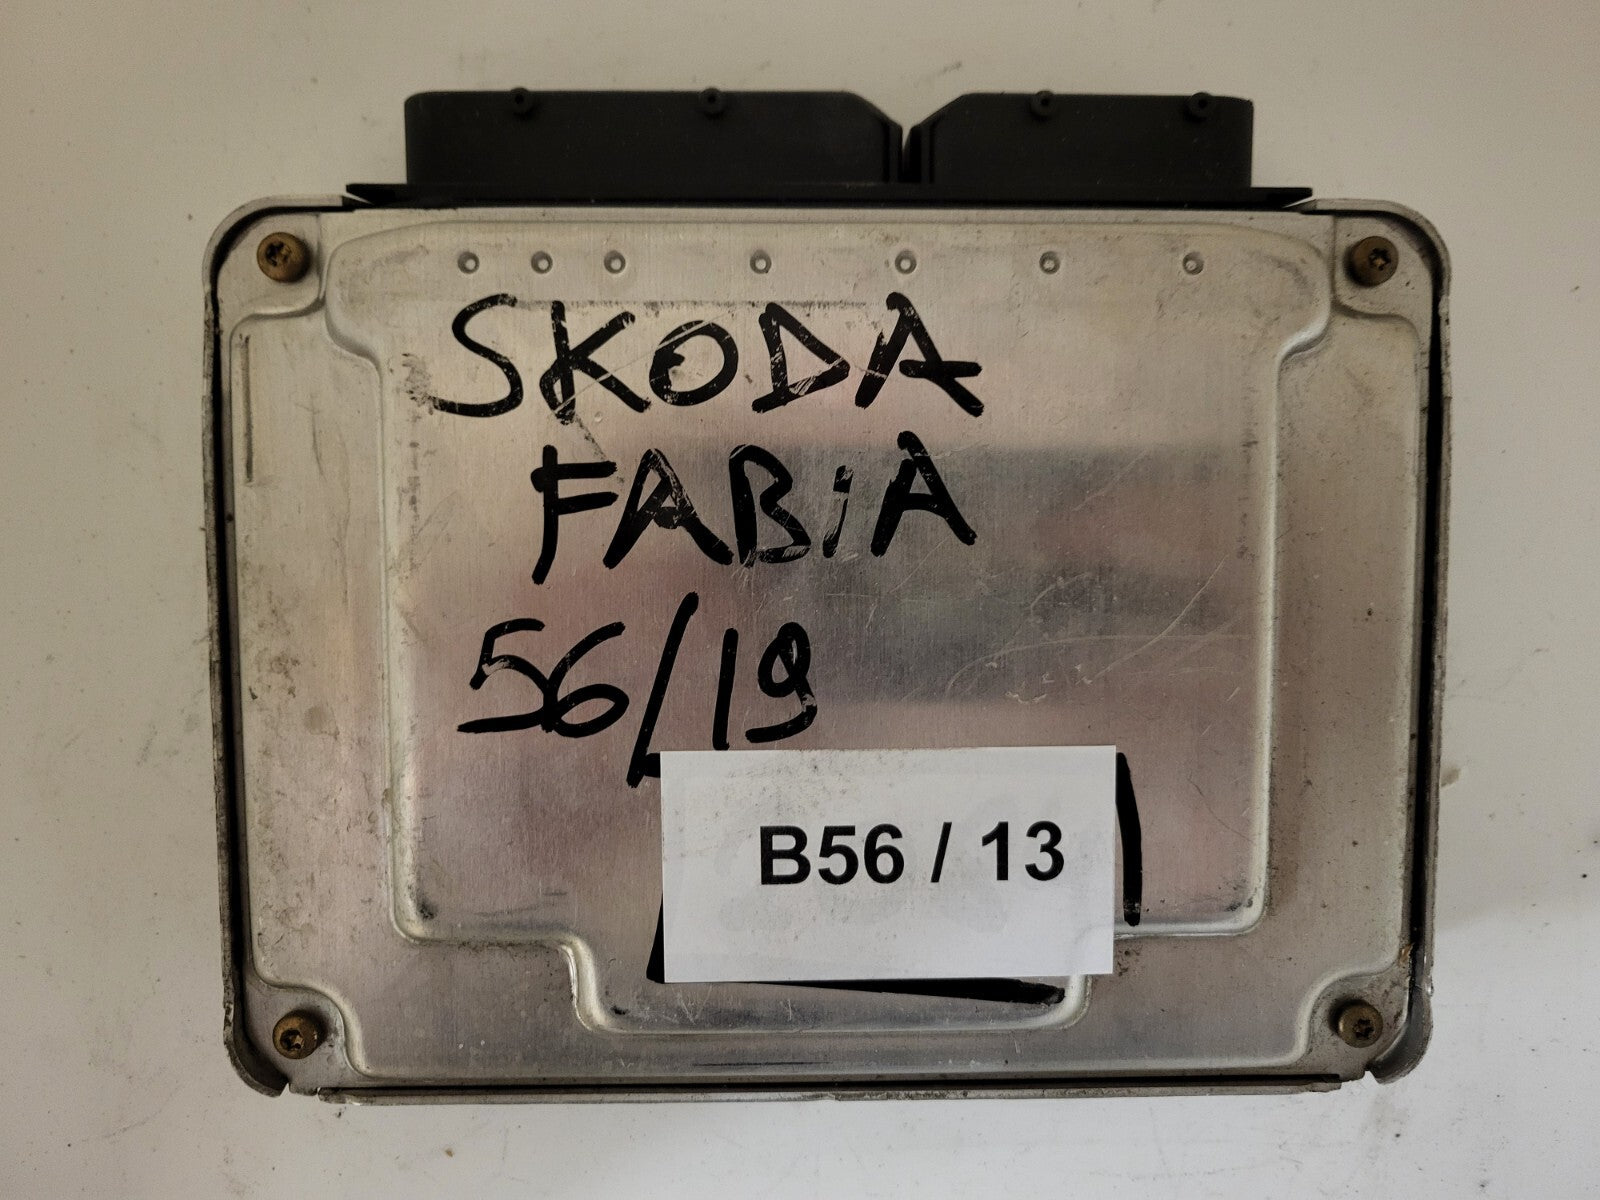 SKODA
FABiA
56/19
B56 / 13